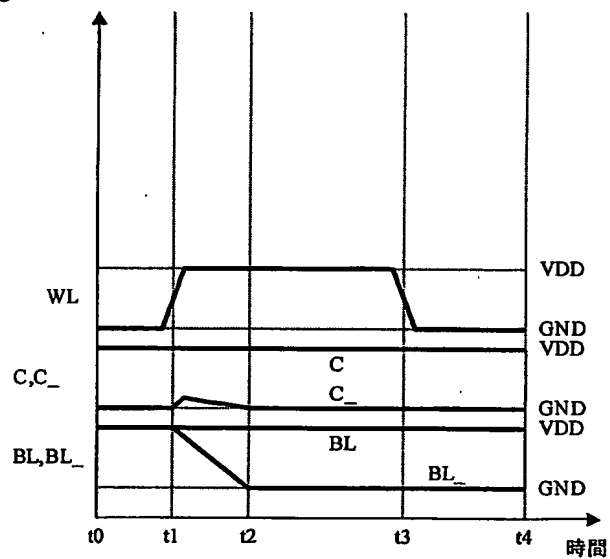 VDD
WL
GND
VDD
C
C,C_
C_
GND
VDD
BL
BL,BL_
BL_
GND
t0 t1 t2 t3 t4
時間